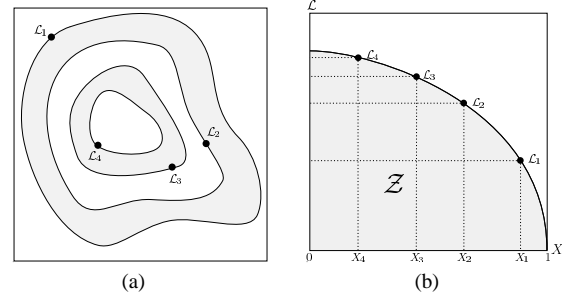 ℒ₁
ℒ₂
ℒ₄
ℒ₃
(a)
ℒ
ℒ₄
ℒ₃
ℒ₂
ℒ₁
𝒵
0 X₄ X₃ X₂ X₁ 1 X
(b)